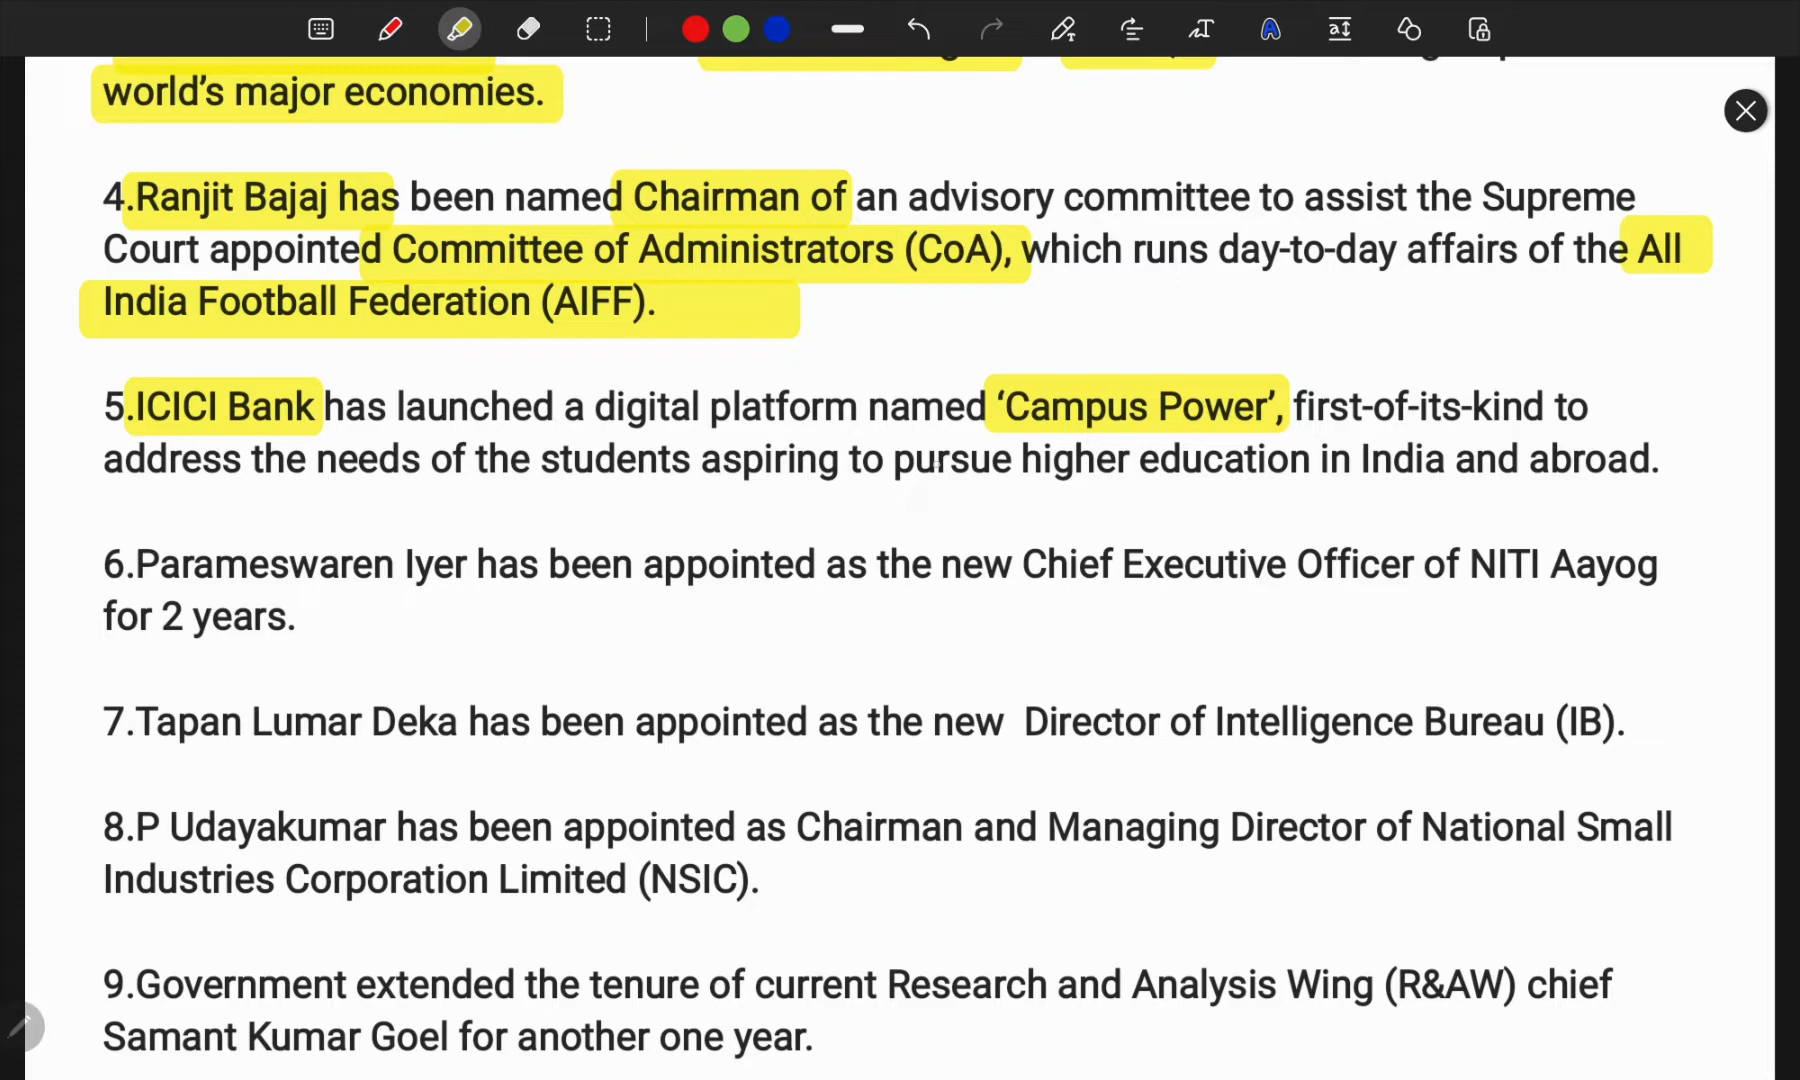 world’s major economies.
4.Ranjit Bajaj has been named Chairman of an advisory committee to assist the Supreme
Court appointed Committee of Administrators (CoA), which runs day-to-day affairs of the All
India Football Federation (AIFF).
5.ICICI Bank has launched a digital platform named ‘Campus Power’, first-of-its-kind to
address the needs of the students aspiring to pursue higher education in India and abroad.
6.Parameswaren Iyer has been appointed as the new Chief Executive Officer of NITI Aayog
for 2 years.
7.Tapan Lumar Deka has been appointed as the new  Director of Intelligence Bureau (IB).
8.P Udayakumar has been appointed as Chairman and Managing Director of National Small
Industries Corporation Limited (NSIC).
9.Government extended the tenure of current Research and Analysis Wing (R&AW) chief
Samant Kumar Goel for another one year.